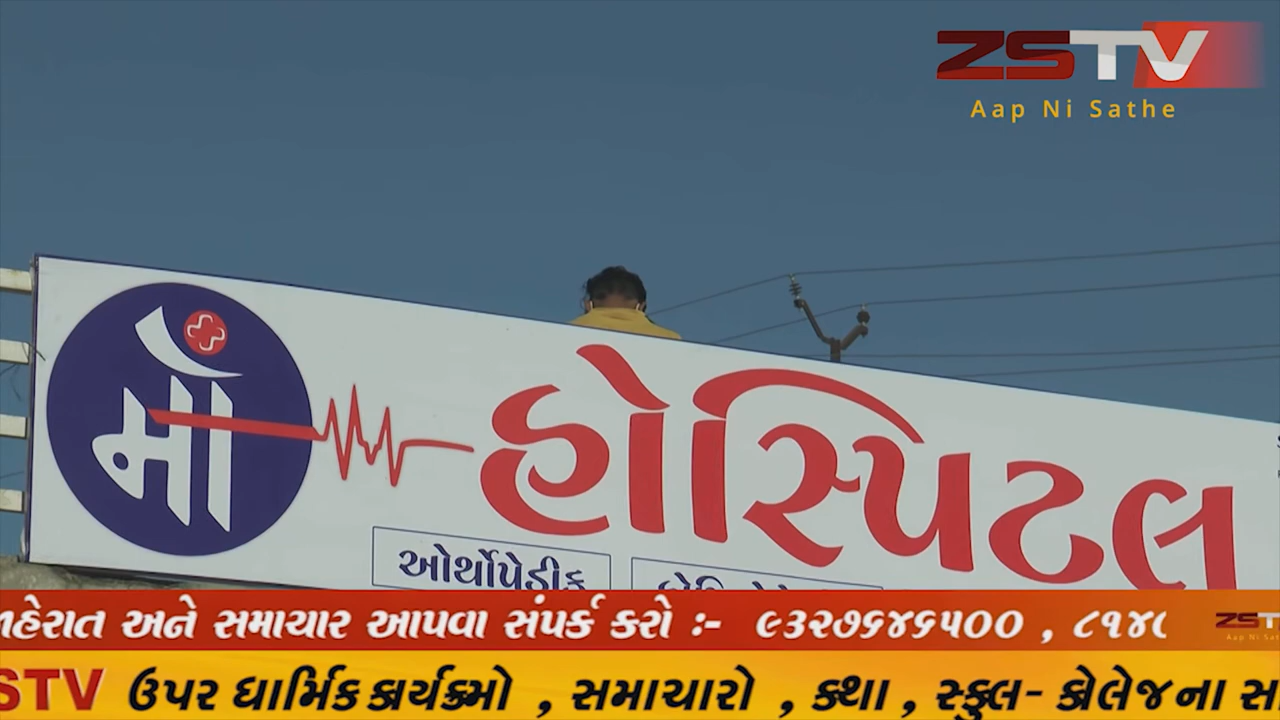 ZSTV
Aap Ni Sathe
માઁ હોસ્પિટલ
ઓર્થોપેડીક
અને સમાચાર આપવા સંપર્ક કરો :- ૯૩૨૭૬૪૬૫૦૦ , ૮૧૪૮
ZSTV ઉપર ધાર્મિક કાર્યક્રમો , સમાચારો , કથા , સ્કુલ- કોલેજના